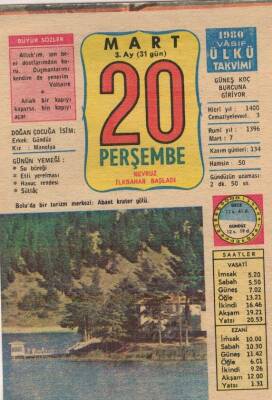 BÜYÜK SÖZLER
Allah'ım, sen beni dostlarımdan koru. Düşmanlarıma kendim de yeterim
Voltaire
*
Allah bir kapıyı kaparsa, bin kapıyı açar
DOĞAN ÇOCUĞA İSİM:
Erkek: Gündüz
Kız : Manolya
GÜNÜN YEMEĞİ :
* Su böreği
* Etli yerelması
* Havuç rendesi
* Sütlâç
MART
3. Ay (31 gün)
20
PERŞEMBE
NEVRUZ
İLKBAHAR BAŞLADI
1980
VASIF
ÜLKÜ
TAKVİMİ
GÜNEŞ KOÇ
BURCUNA
GİRİYOR
Hicri yıl : 1400
Cemaziyelevvel: 3
Rumi yıl : 1396
Mart : 7
Kasım günleri: 134
Hamsin : 50
Gündüzün uzaması:
2 dk. 50 sn.
Bolu'da bir turizm merkezi: Abant krater gölü.
GECE
GÜNDÜZ
SAATLER
VASATİ
İmsak 5.20
Sabah 5.50
Güneş 7.02
Öğle 13.21
İkindi 16.46
Akşam 19.21
Yatsı 20.53
EZANİ
İmsak 10.00
Sabah 10.30
Güneş 11.42
Öğle 6.01
İkindi 9.26
Akşam 12.00
Yatsı 1.31